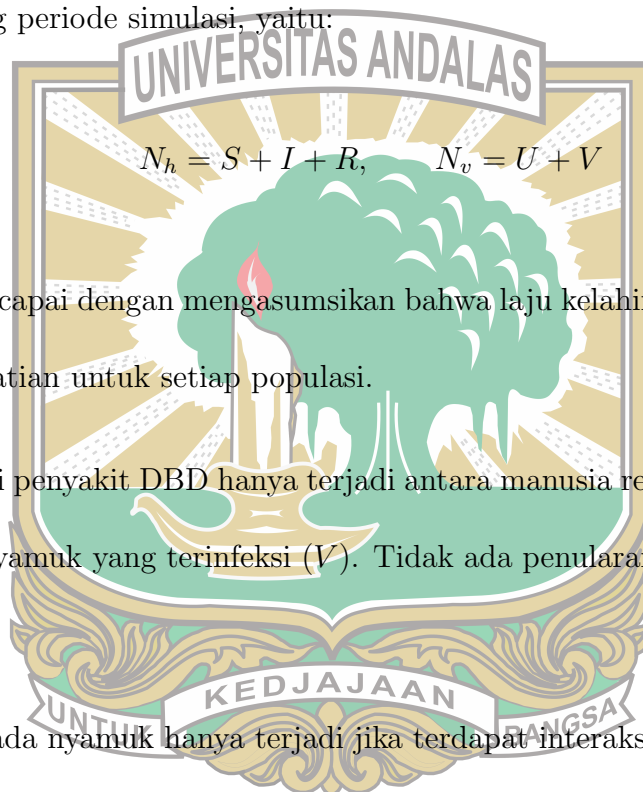 g periode simulasi, yaitu:
UNIVERSITAS ANDALAS
N_h = S + I + R, N_v = U + V
capai dengan mengasumsikan bahwa laju kelahi
atian untuk setiap populasi.
i penyakit DBD hanya terjadi antara manusia re
yamuk yang terinfeksi (V). Tidak ada penulara
KEDJAJAAN
UNTUK BANGSA
ada nyamuk hanya terjadi jika terdapat interaks